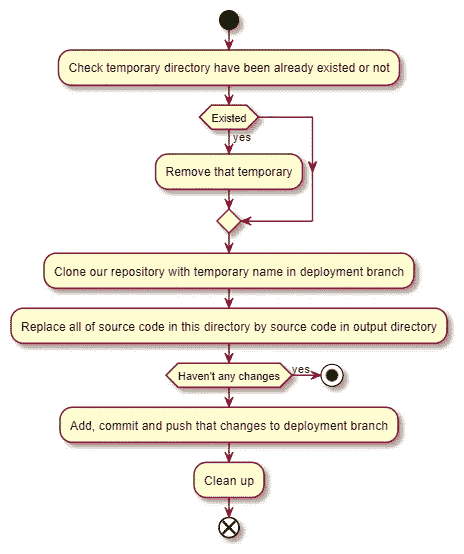 Check temporary directory have been already existed or not
Existed
yes
Remove that temporary
Clone our repository with temporary name in deployment branch
Replace all of source code in this directory by source code in output directory
Haven't any changes
yes
Add, commit and push that changes to deployment branch
Clean up